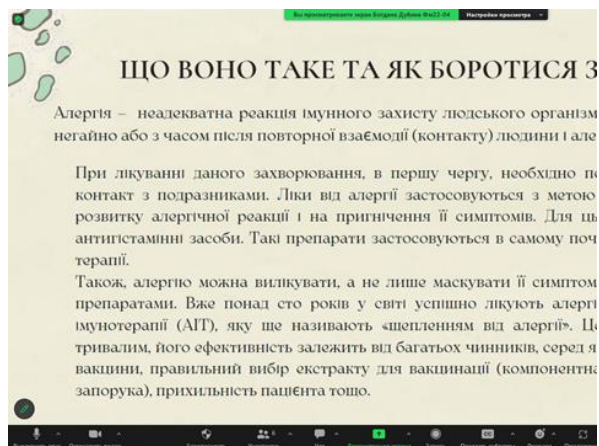 Вы просматриваете экран Богдана Дубина Фм22-04 Настройки просмотра
ЩО ВОНО ТАКЕ ТА ЯК БОРОТИСЯ З
Алергія – неадекватна реакція імунного захисту людського організм
негайно або з часом після повторної взаємодії (контакту) людини і але
При лікуванні даного захворювання, в першу чергу, необхідно по
контакт з подразниками. Ліки від алергії застосовуються з метою
розвитку алергічної реакції і на пригнічення її симптомів. Для ць
антигістамінні засоби. Такі препарати застосовуються в самому поч
терапії.
Також, алергію можна вилікувати, а не лише маскувати її симптом
препаратами. Вже понад сто років у світі успішно лікують алергі
імунотерапії (АІТ), яку ще називають «щепленням від алергії». Це
тривалим, його ефективність залежить від багатьох чинників, серед я
вакцини, правильний вибір екстракту для вакцинації (компонентна
запорука), прихильність пацієнта тощо.